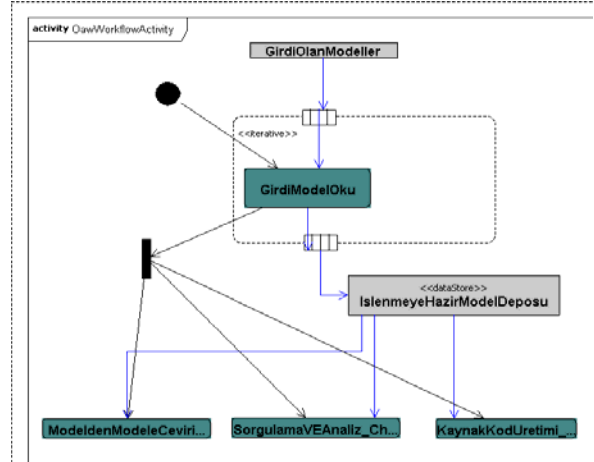 activity OawWorkflowActivity
GirdiOlanModeller
<<iterative>>
GirdiModelOku
<<dataStore>>
IslenmeyeHazirModelDeposu
ModeldenModeleCeviri...
SorgulamaVEAnaliz_Ch...
KaynakKodUretimi_...